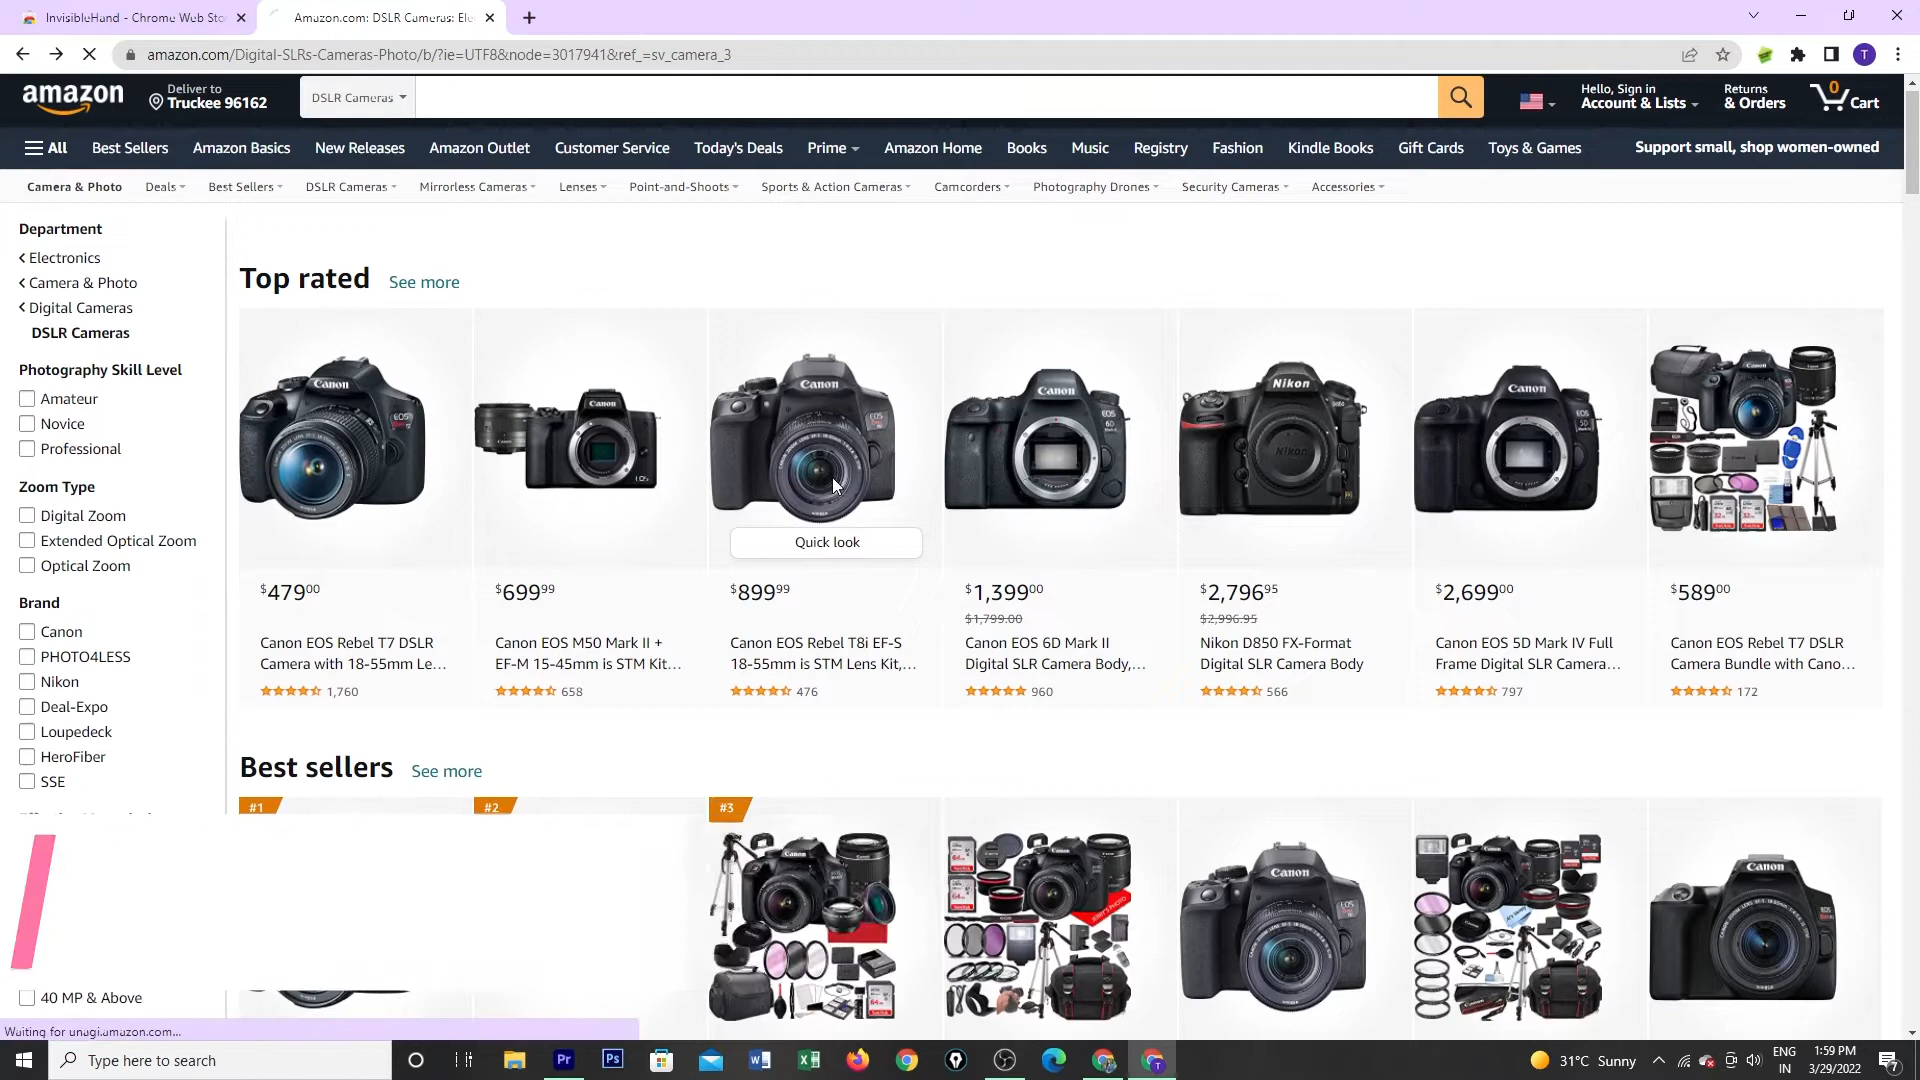 InvisibleHand - Chrome Web Sto
Amazon.com: DSLR Cameras: Ele
amazon.com/Digital-SLRs-Cameras-Photo/b/?ie=UTF8&node=3017941&ref_=sv_camera_3
T
amazon
Deliver to
Truckee 96162
DSLR Cameras
Hello, Sign in
Account & Lists
Returns
& Orders
0
Cart
All
Best Sellers
Amazon Basics
New Releases
Amazon Outlet
Customer Service
Today's Deals
Prime
Amazon Home
Books
Music
Registry
Fashion
Kindle Books
Gift Cards
Toys & Games
Support small, shop women-owned
Camera & Photo
Deals
Best Sellers
DSLR Cameras
Mirrorless Cameras
Lenses
Point-and-Shoots
Sports & Action Cameras
Camcorders
Photography Drones
Security Cameras
Accessories
Department
Electronics
Camera & Photo
Digital Cameras
DSLR Cameras
Photography Skill Level
Amateur
Novice
Professional
Zoom Type
Digital Zoom
Extended Optical Zoom
Optical Zoom
Brand
Canon
PHOTO4LESS
Nikon
Deal-Expo
Loupedeck
HeroFiber
SSE
40 MP & Above
Top rated See more
Canon
Canon
Canon
Canon
Nikon
Canon
Quick look
$479.00
Canon EOS Rebel T7 DSLR
Camera with 18-55mm Le...
1,760
$699.99
Canon EOS M50 Mark II +
EF-M 15-45mm is STM Kit...
658
$899.99
Canon EOS Rebel T8i EF-S
18-55mm is STM Lens Kit,...
476
$1,399.00
$1,799.00
Canon EOS 6D Mark II
Digital SLR Camera Body,...
960
$2,796.95
$2,996.95
Nikon D850 FX-Format
Digital SLR Camera Body
566
$2,699.00
Canon EOS 5D Mark IV Full
Frame Digital SLR Camera...
797
$589.00
Canon EOS Rebel T7 DSLR
Camera Bundle with Cano...
172
Best sellers See more
#1
#2
#3
Canon
Canon
Waiting for unagi.amazon.com...
Type here to search
Pr
Ps
31°C Sunny
ENG
IN
1:59 PM
3/29/2022
7